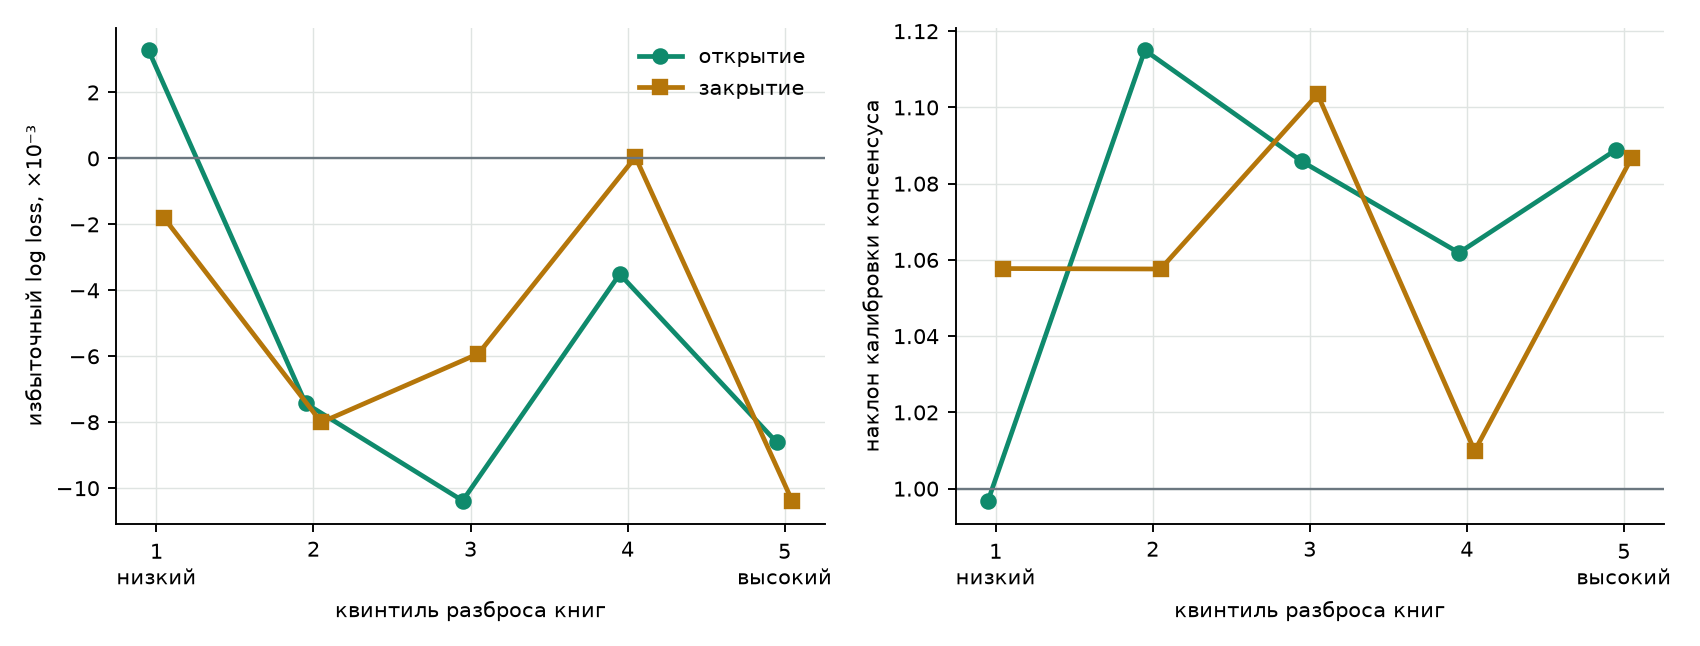 избыточный log loss, ×10⁻³
2
0
−2
−4
−6
−8
−10
открытие
закрытие
1 2 3 4 5
низкий высокий
квинтиль разброса книг
наклон калибровки консенсуса
1.12
1.10
1.08
1.06
1.04
1.02
1.00
1 2 3 4 5
низкий высокий
квинтиль разброса книг